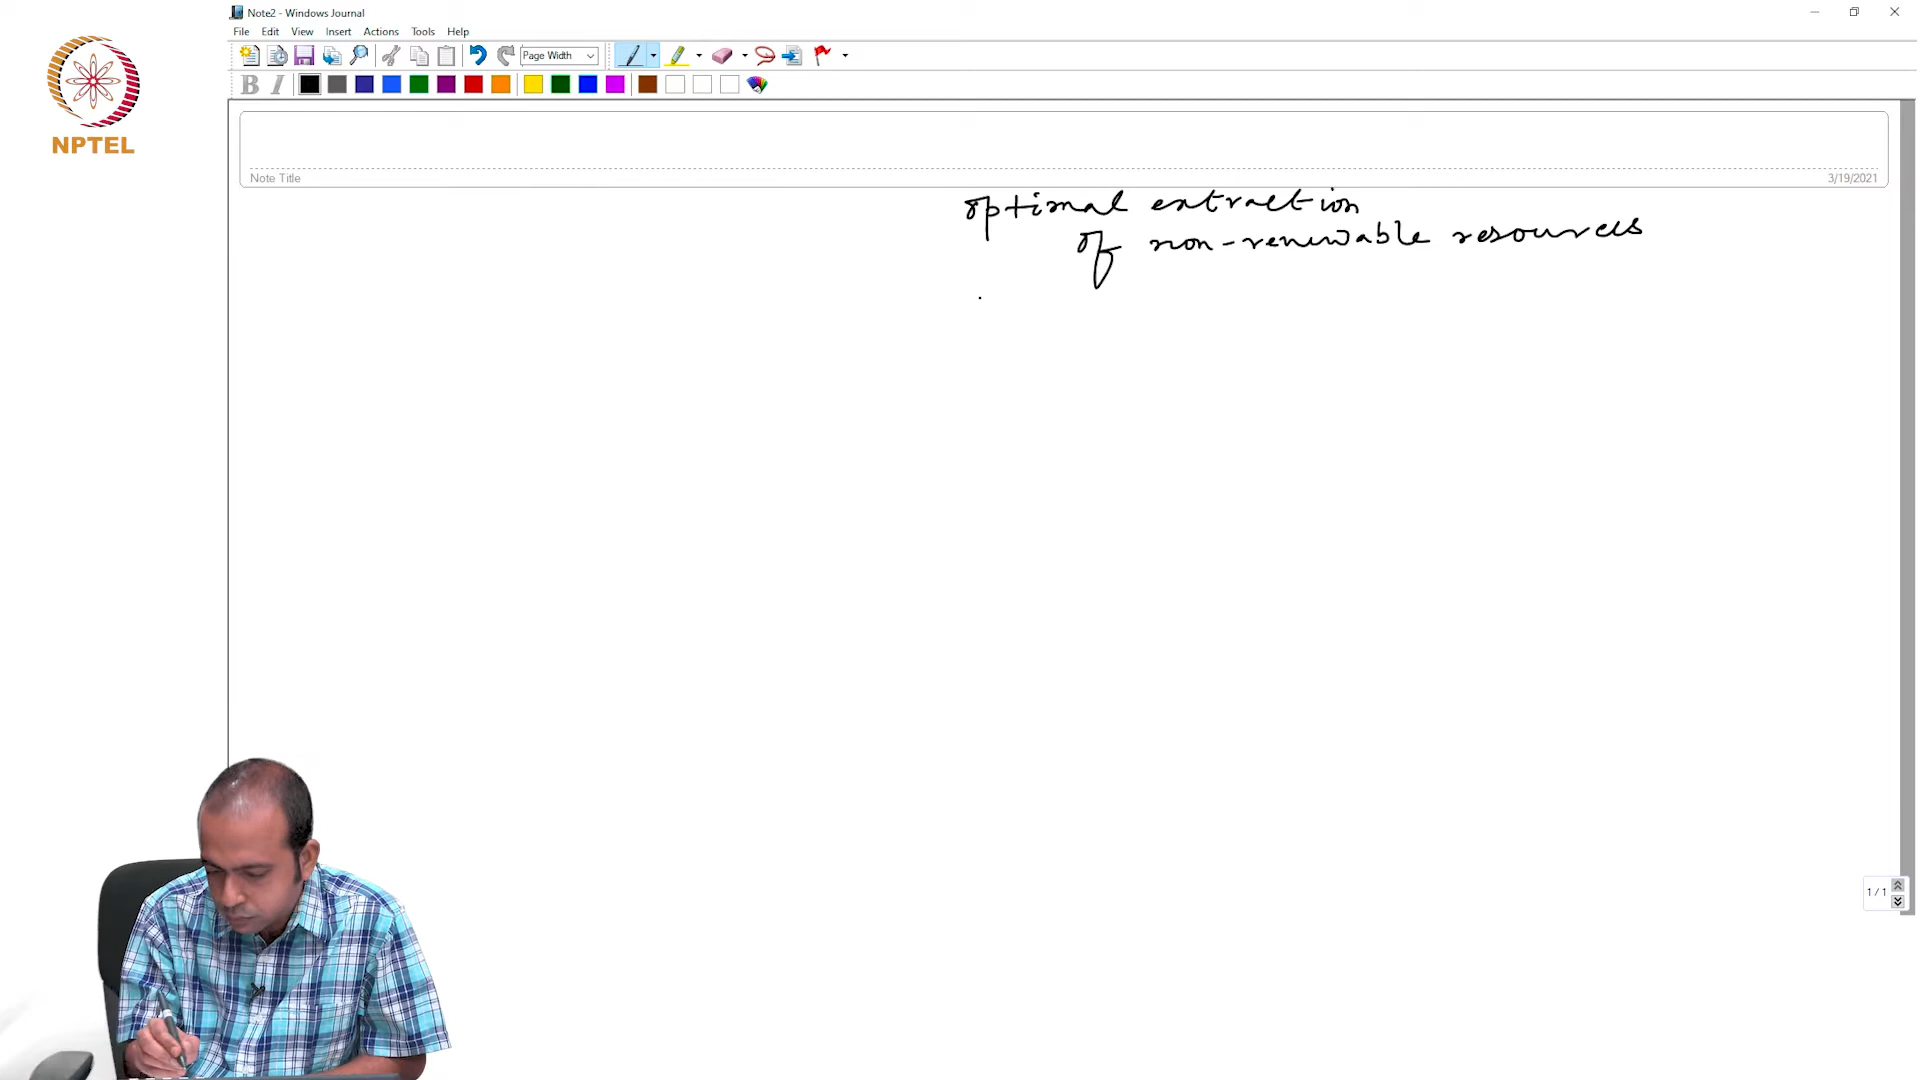 Note2 - Windows Journal
File Edit View Insert Actions Tools Help
Page Width
B I
NPTEL
Note Title
3/19/2021
optimal extraction
of non-renewable resources
1 / 1